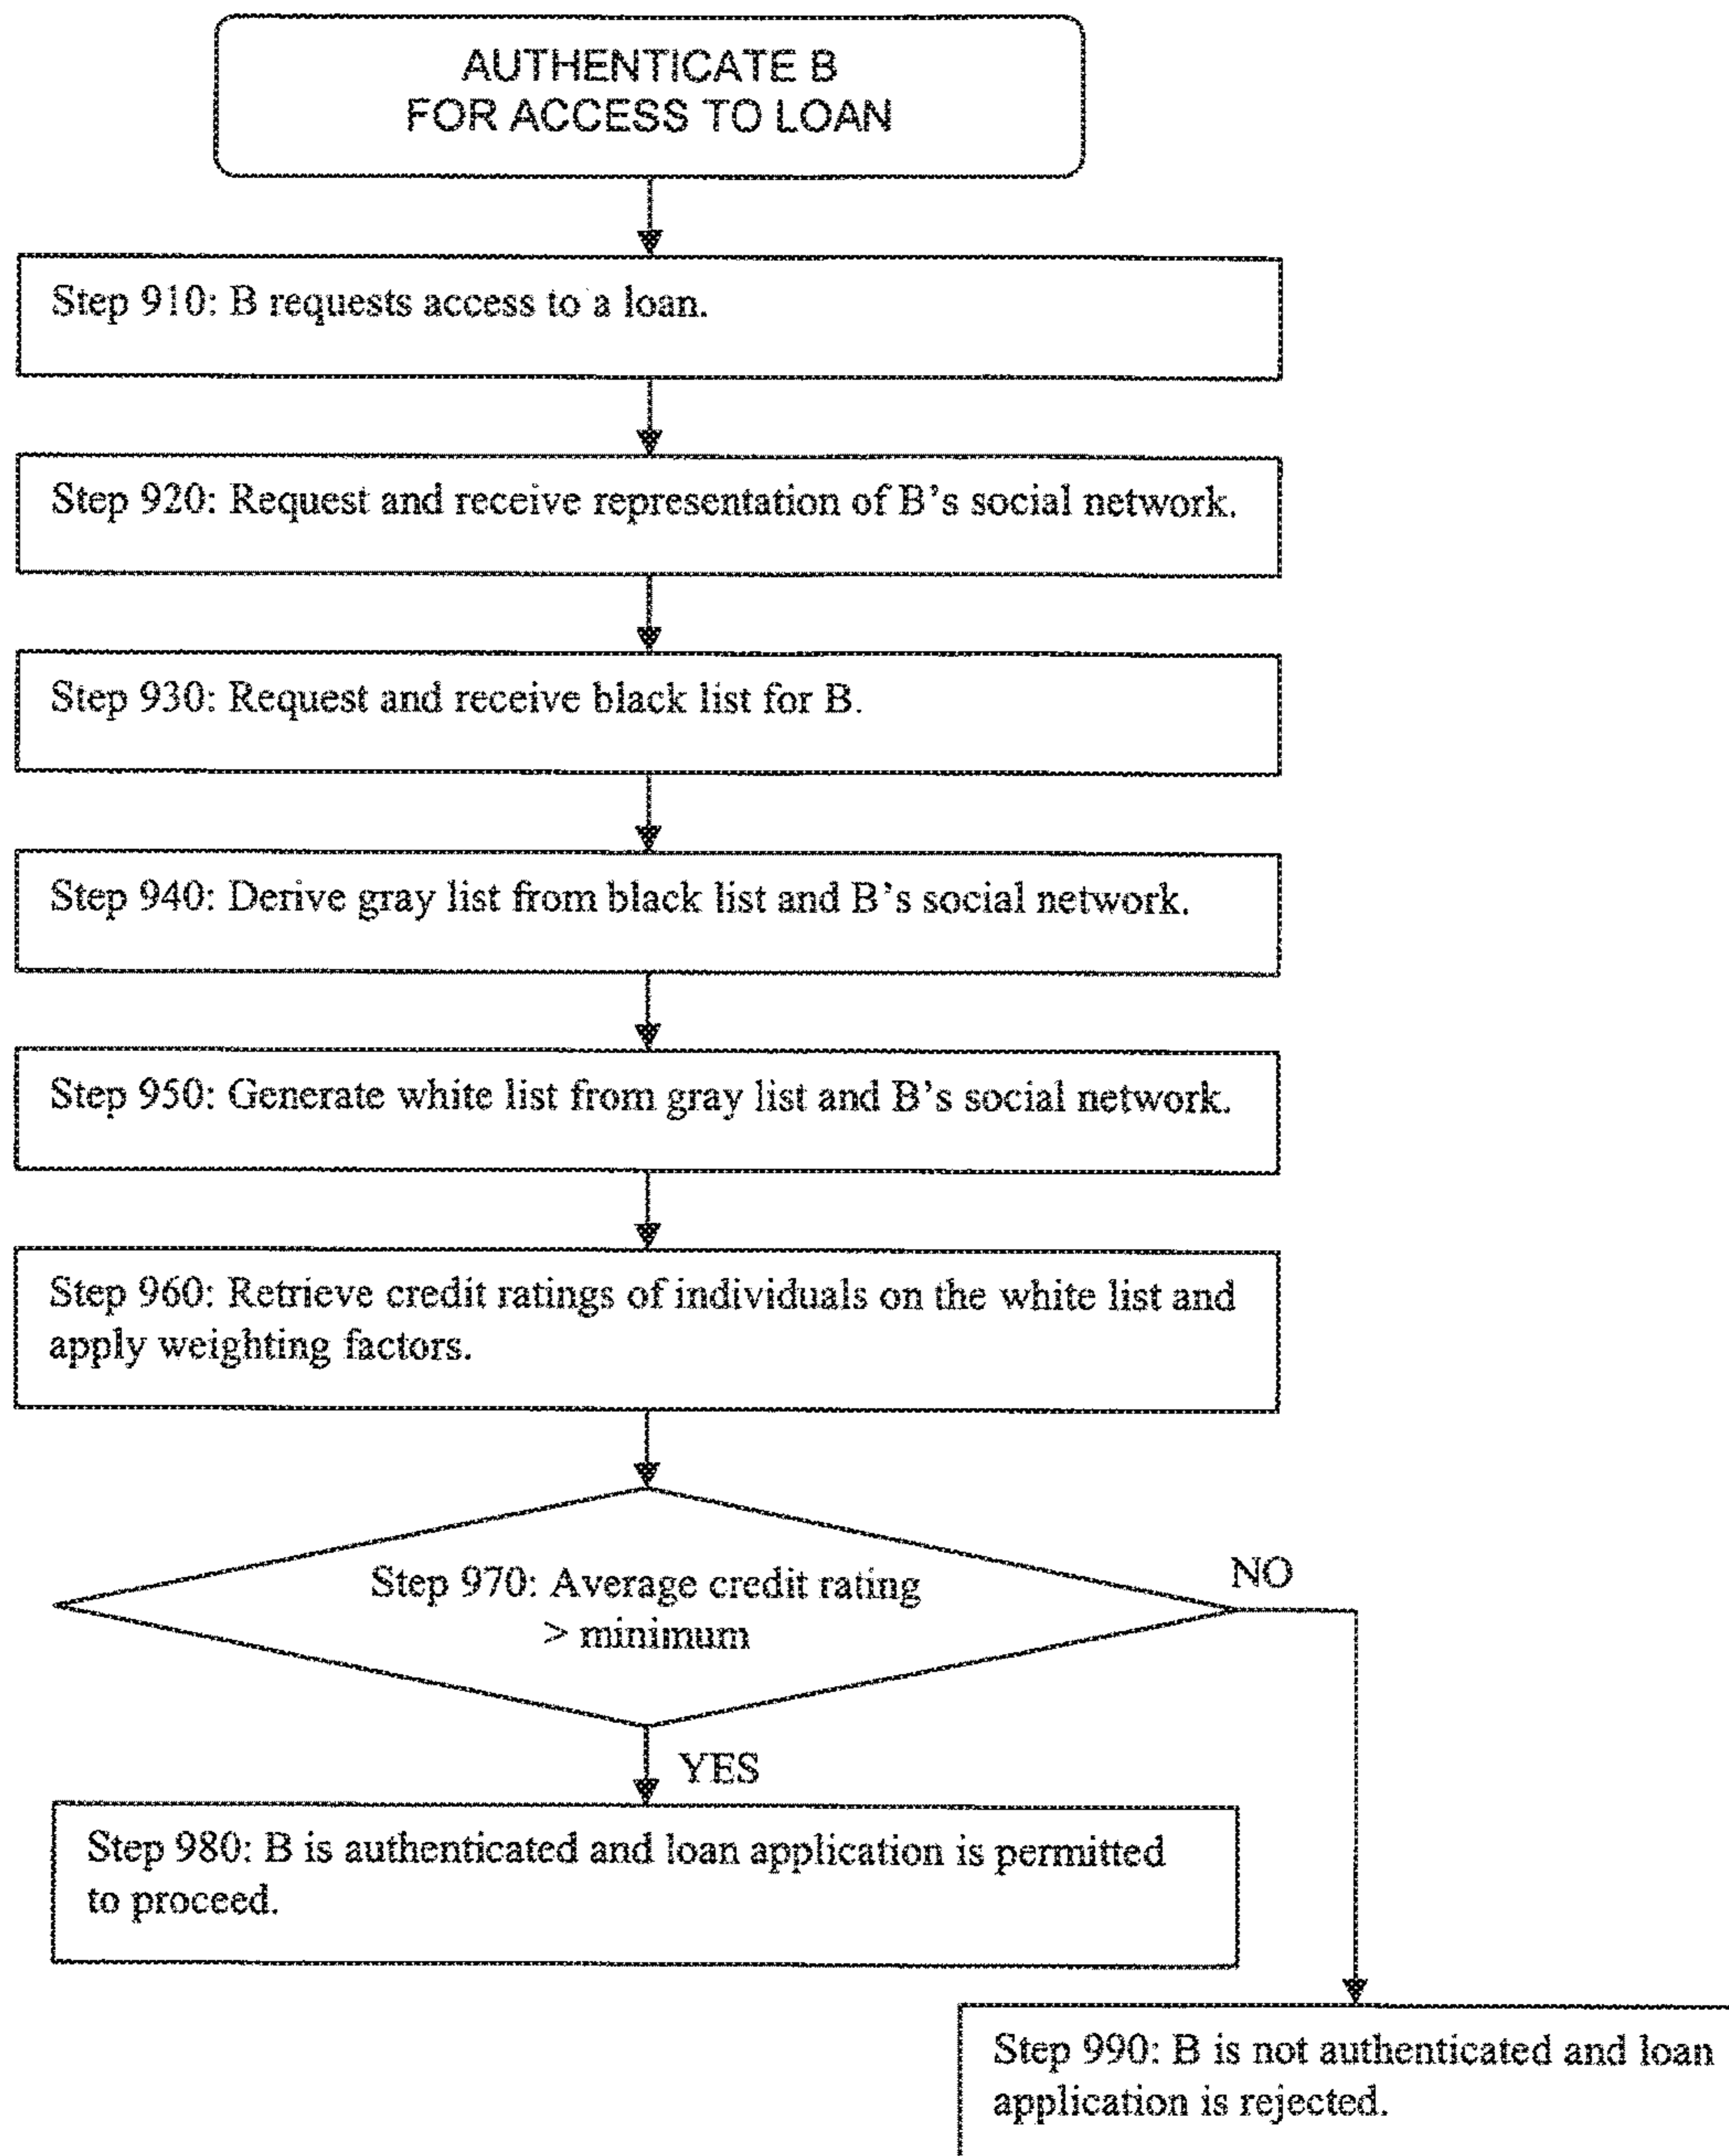 AUTHENTICATE B
FOR ACCESS TO LOAN
Step 910: B requests access to a loan.
Step 920: Request and receive representation of B's social network.
Step 930: Request and receive black list for B.
Step 940: Derive gray list from black list and B's social network.
Step 950: Generate white list from gray list and B's social network.
Step 960: Retrieve credit ratings of individuals on the white list and
apply weighting factors.
Step 970: Average credit rating
> minimum
NO
YES
Step 980: B is authenticated and loan application is permitted
to proceed.
Step 990: B is not authenticated and loan
application is rejected.